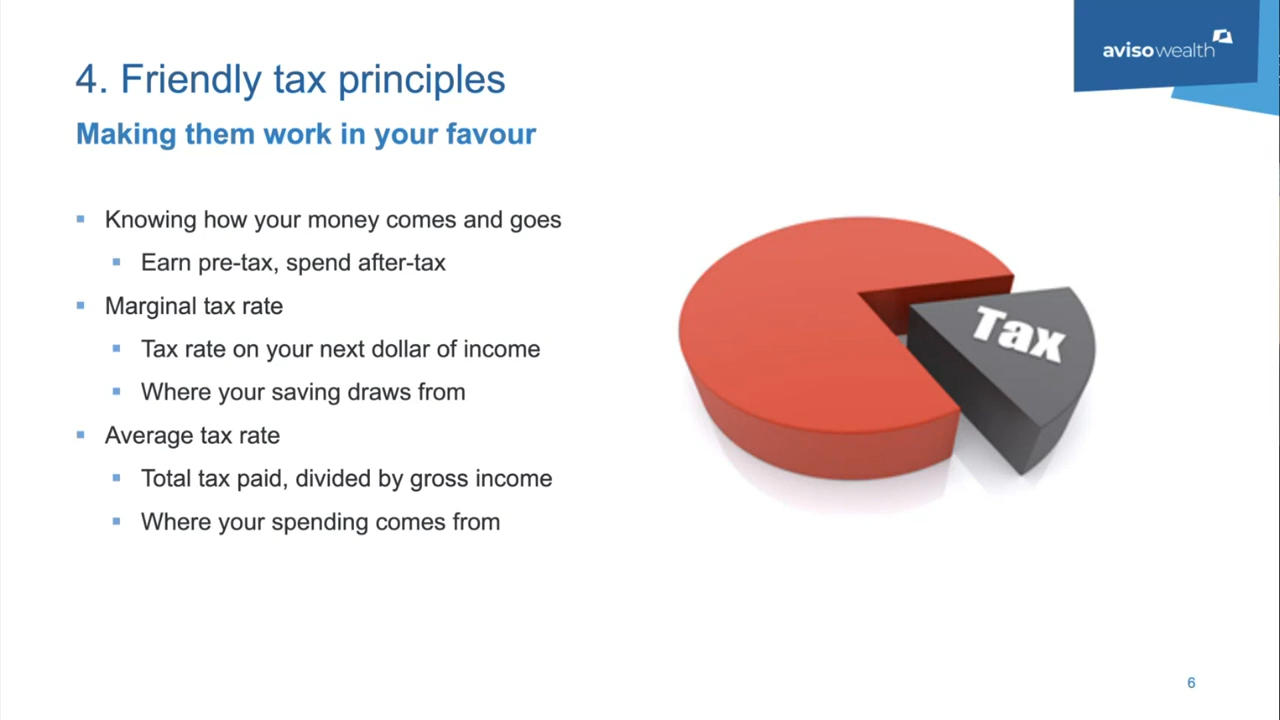 avisowealth
4. Friendly tax principles
Making them work in your favour
Knowing how your money comes and goes
Earn pre-tax, spend after-tax
Marginal tax rate
Tax rate on your next dollar of income
Where your saving draws from
Average tax rate
Total tax paid, divided by gross income
Where your spending comes from
Tax
6